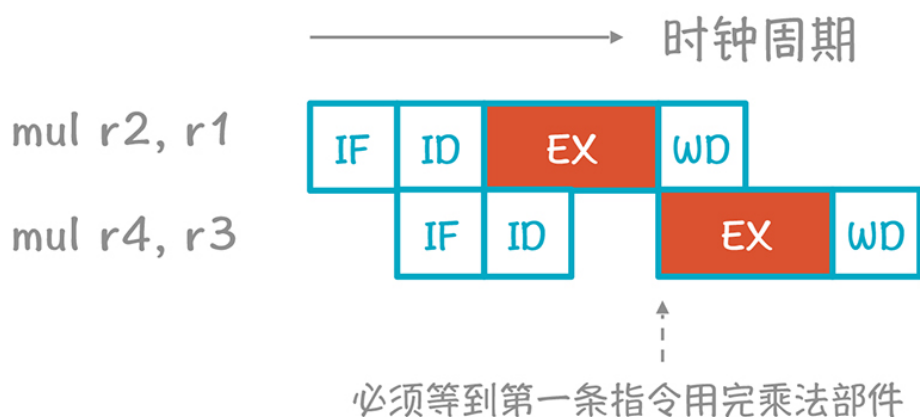 时钟周期
mul r2, r1 IF ID EX WD
mul r4, r3 IF ID EX WD
必须等到第一条指令用完乘法部件